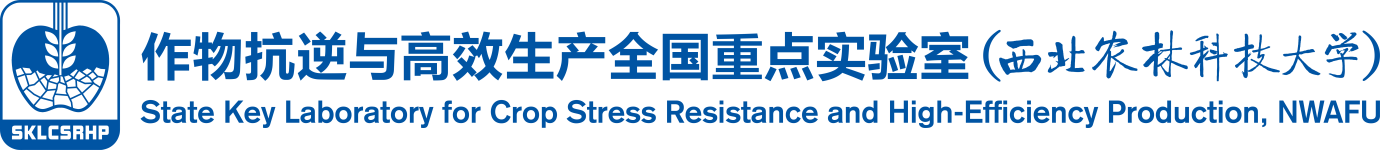 作物抗逆与高效生产全国重点实验室(西北农林科技大学)
State Key Laboratory for Crop Stress Resistance and High-Efficiency Production, NWAFU
SKLCSRHP